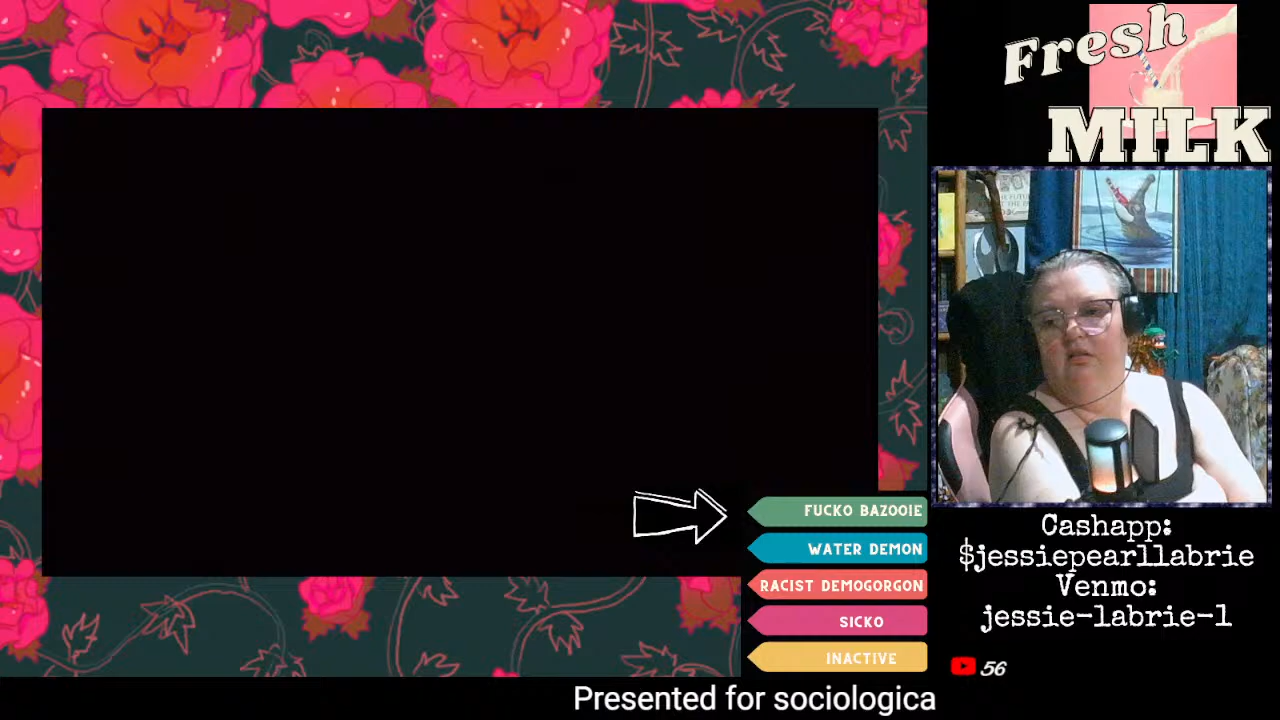 Fresh
MILK
FUCKO BAZOOIE
WATER DEMON
RACIST DEMOGORGON
SICKO
INACTIVE
Cashapp:
$jessiepearllabrie
Venmo:
jessie-labrie-1
56
Presented for sociologica